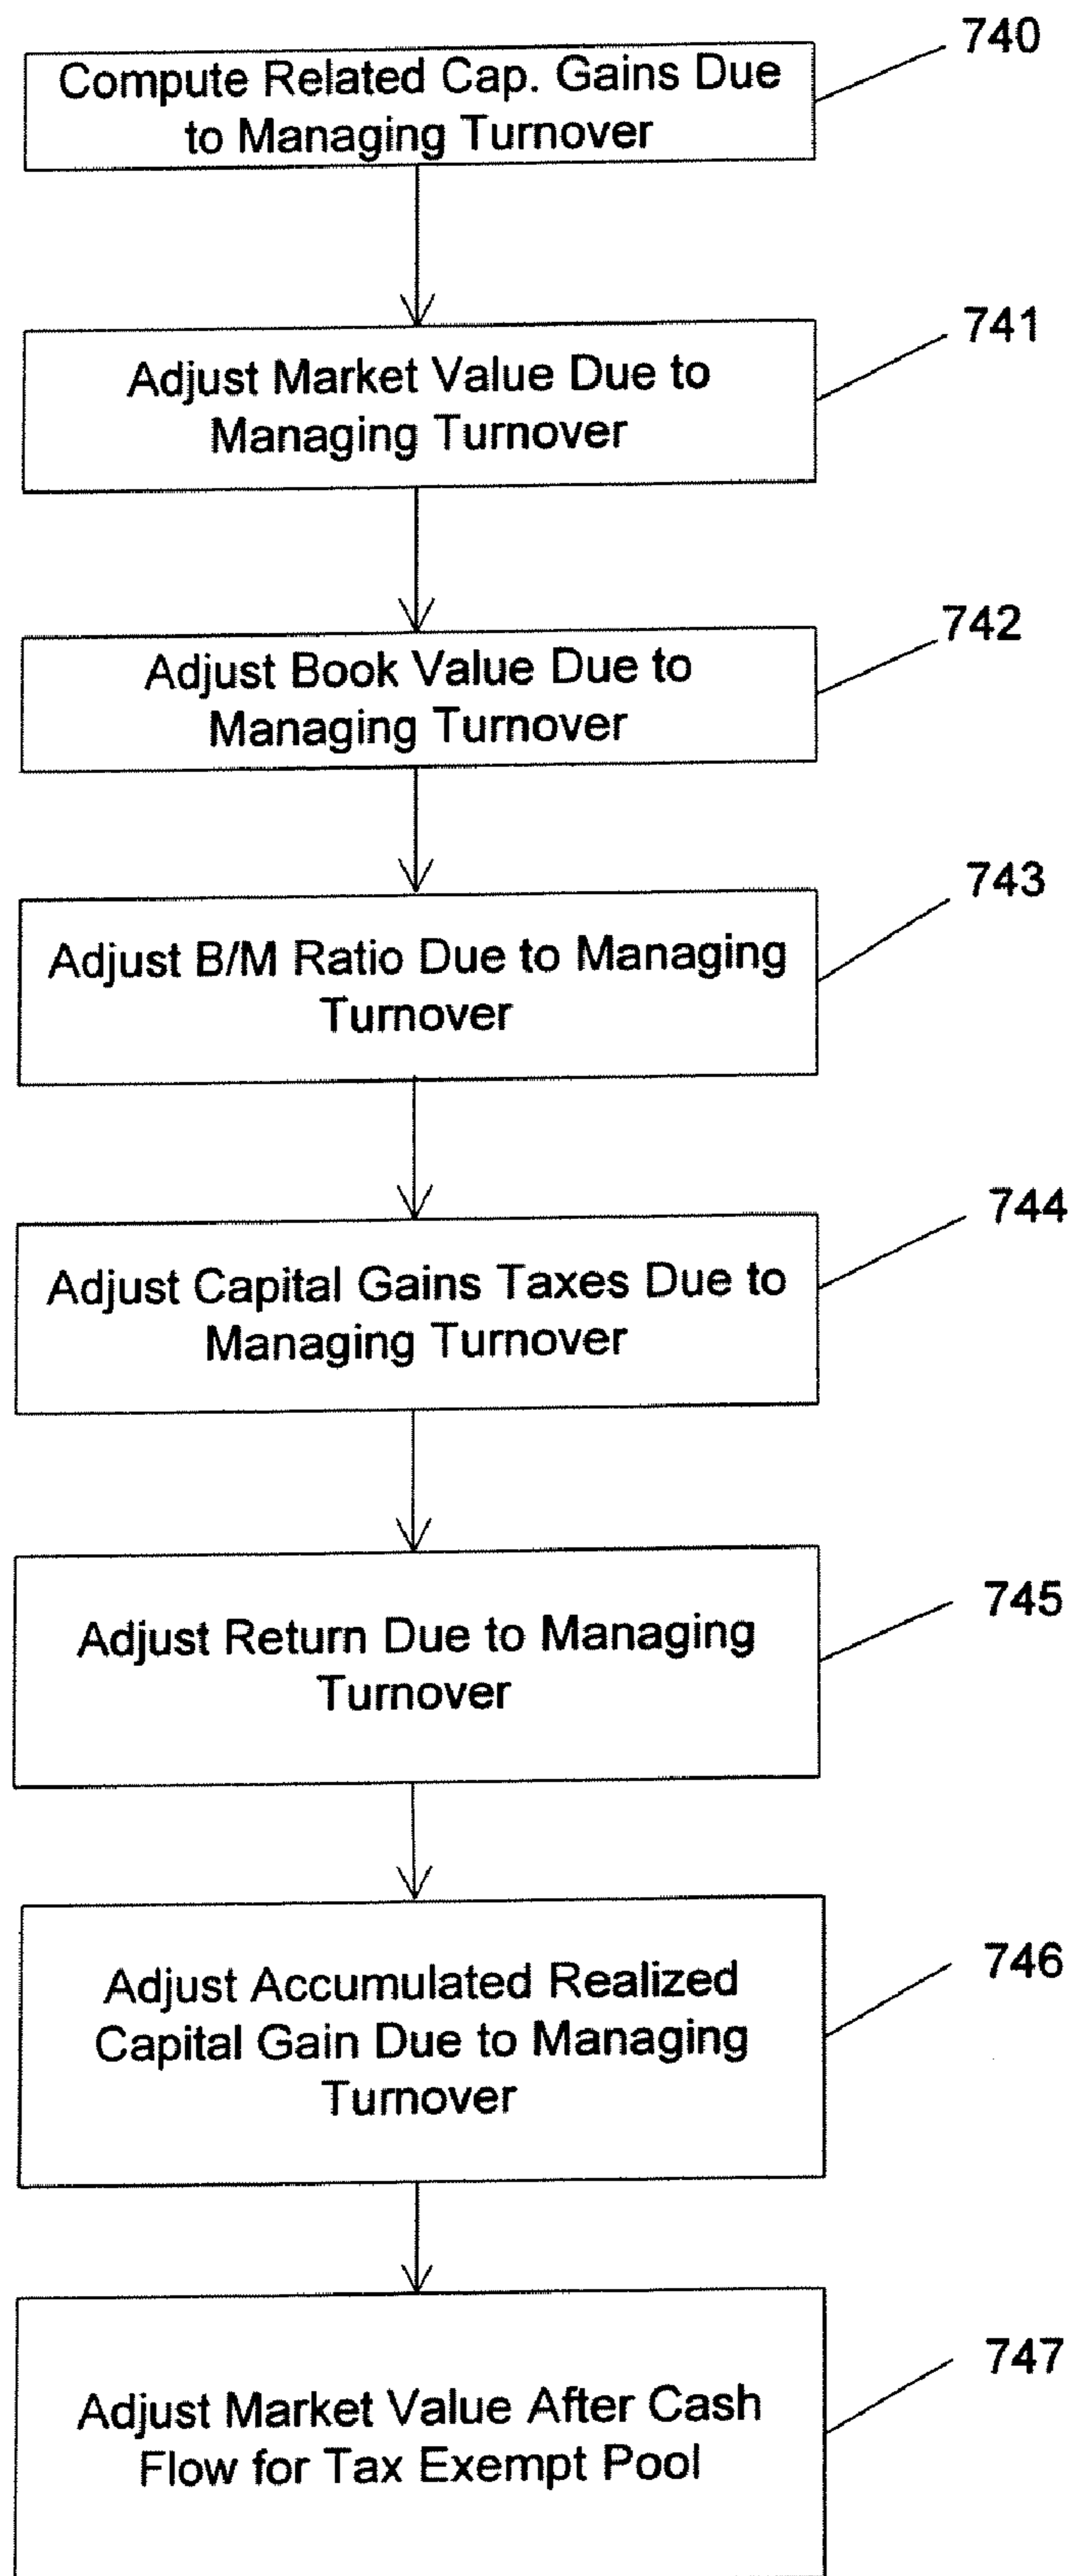 740
Compute Related Cap. Gains Due
to Managing Turnover
741
Adjust Market Value Due to
Managing Turnover
742
Adjust Book Value Due to
Managing Turnover
743
Adjust B/M Ratio Due to Managing
Turnover
744
Adjust Capital Gains Taxes Due to
Managing Turnover
745
Adjust Return Due to Managing
Turnover
746
Adjust Accumulated Realized
Capital Gain Due to Managing
Turnover
747
Adjust Market Value After Cash
Flow for Tax Exempt Pool